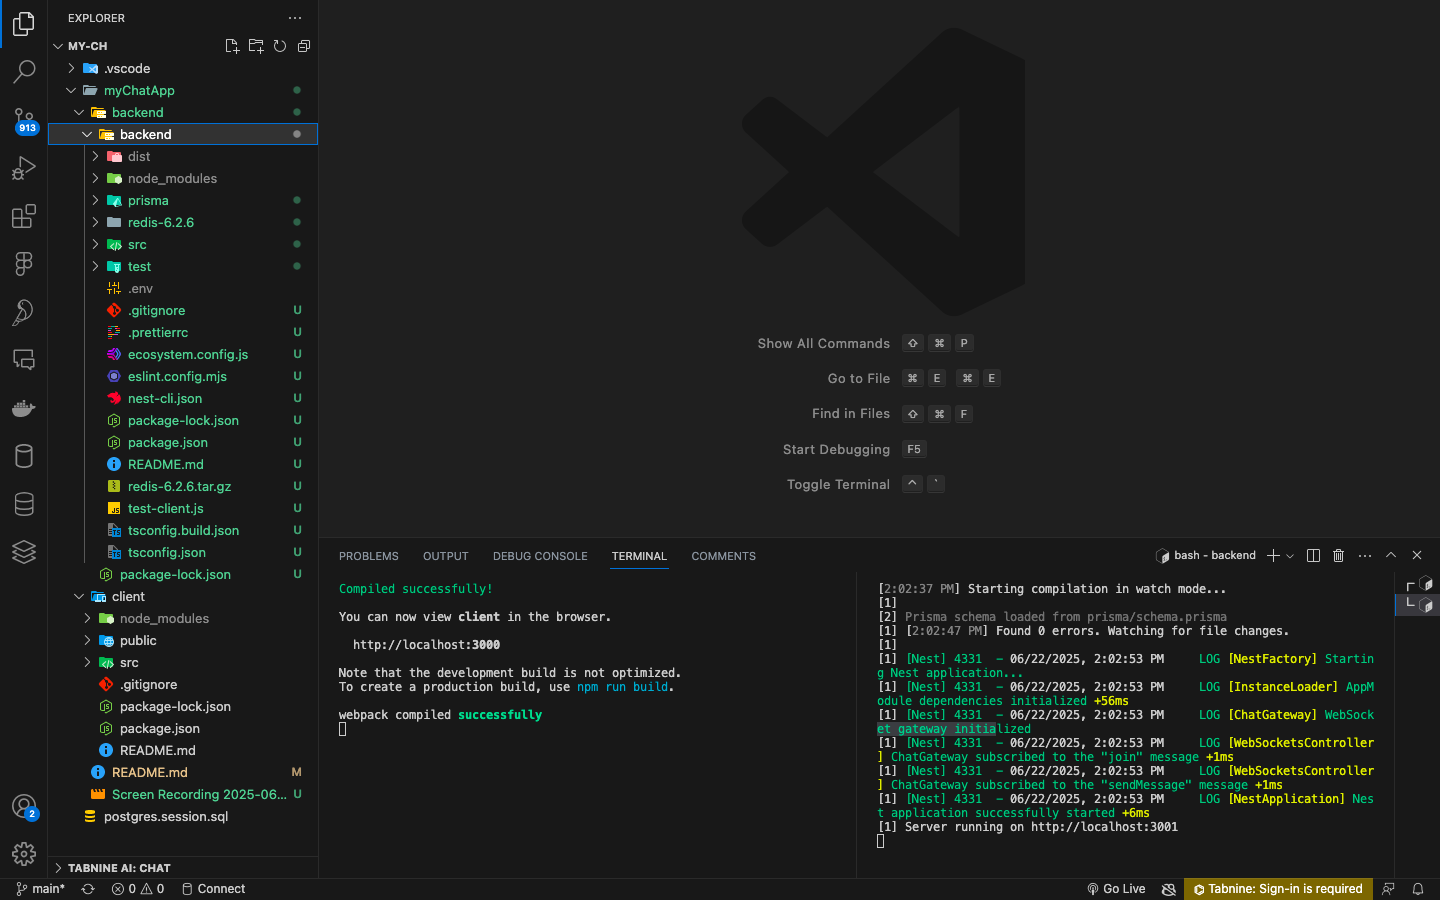 EXPLORER
MY-CH
.vscode
myChatApp
backend
913
backend
dist
node_modules
prisma
redis-6.2.6
src
test
.env
.gitignore U
.prettierrc U
ecosystem.config.js U
eslint.config.mjs U
nest-cli.json U
package-lock.json U
package.json U
README.md U
redis-6.2.6.tar.gz U
test-client.js U
tsconfig.build.json U
tsconfig.json U
package-lock.json U
client
node_modules
public
src
.gitignore
package-lock.json
package.json
README.md
README.md M
Screen Recording 2025-06... U
postgres.session.sql
2
TABNINE AI: CHAT
Show All Commands ⇧ ⌘ P
Go to File ⌘ E ⌘ E
Find in Files ⇧ ⌘ F
Start Debugging F5
Toggle Terminal ^ `
PROBLEMS OUTPUT DEBUG CONSOLE TERMINAL COMMENTS
bash - backend
Compiled successfully!
You can now view client in the browser.
http://localhost:3000
Note that the development build is not optimized.
To create a production build, use npm run build.
webpack compiled successfully
[2:02:37 PM] Starting compilation in watch mode...
[1]
[2] Prisma schema loaded from prisma/schema.prisma
[1] [2:02:47 PM] Found 0 errors. Watching for file changes.
[1]
[1] [Nest] 4331  - 06/22/2025, 2:02:53 PM     LOG [NestFactory] Startin
g Nest application...
[1] [Nest] 4331  - 06/22/2025, 2:02:53 PM     LOG [InstanceLoader] AppM
odule dependencies initialized +56ms
[1] [Nest] 4331  - 06/22/2025, 2:02:53 PM     LOG [ChatGateway] WebSock
et gateway initialized
[1] [Nest] 4331  - 06/22/2025, 2:02:53 PM     LOG [WebSocketsController
] ChatGateway subscribed to the "join" message +1ms
[1] [Nest] 4331  - 06/22/2025, 2:02:53 PM     LOG [WebSocketsController
] ChatGateway subscribed to the "sendMessage" message +1ms
[1] [Nest] 4331  - 06/22/2025, 2:02:53 PM     LOG [NestApplication] Nes
t application successfully started +6ms
[1] Server running on http://localhost:3001
main* 0 0 Connect
Go Live Tabnine: Sign-in is required